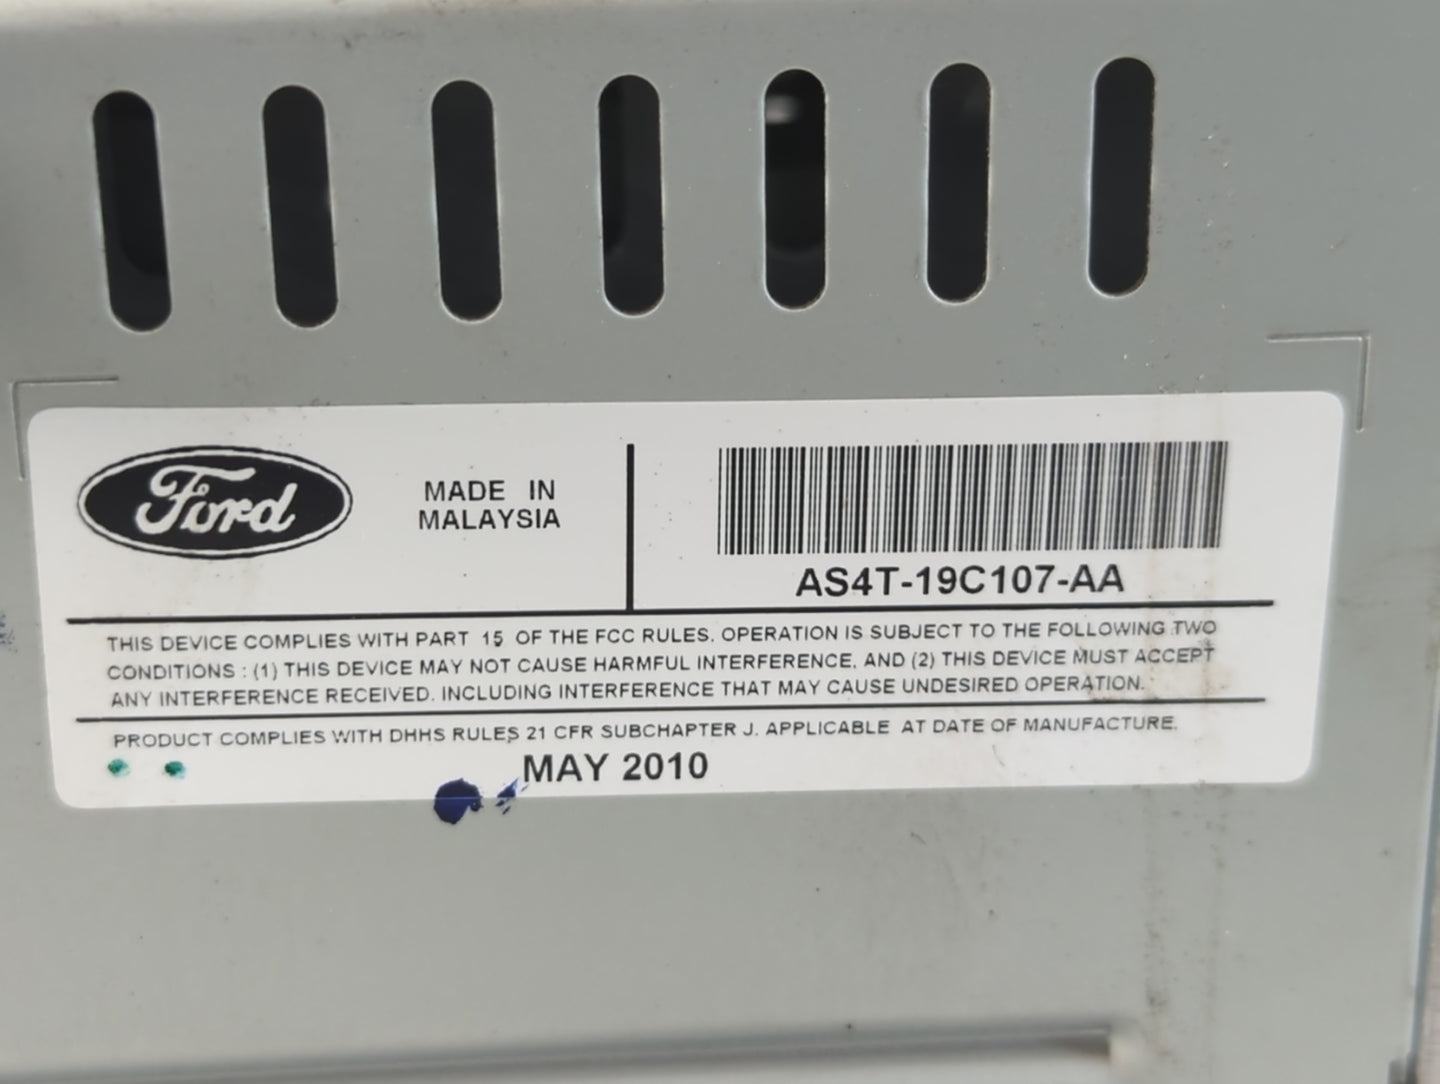 Ford
MADE IN
MALAYSIA
AS4T-19C107-AA
THIS DEVICE COMPLIES WITH PART 15 OF THE FCC RULES. OPERATION IS SUBJECT TO THE FOLLOWING TWO
CONDITIONS : (1) THIS DEVICE MAY NOT CAUSE HARMFUL INTERFERENCE, AND (2) THIS DEVICE MUST ACCEPT
ANY INTERFERENCE RECEIVED. INCLUDING INTERFERENCE THAT MAY CAUSE UNDESIRED OPERATION.
PRODUCT COMPLIES WITH DHHS RULES 21 CFR SUBCHAPTER J. APPLICABLE AT DATE OF MANUFACTURE.
MAY 2010